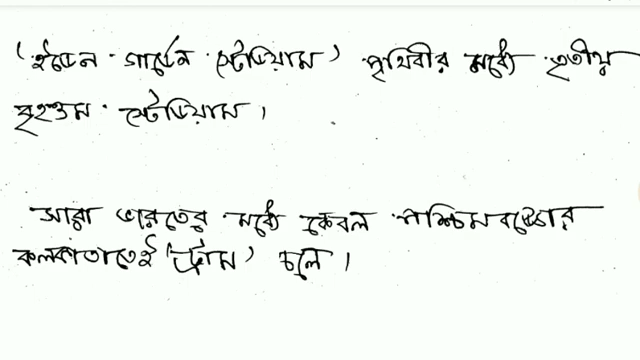 'ইডেন গার্ডেন স্টেডিয়াম' পৃথিবীর মধ্যে তৃতীয়
বৃহত্তম স্টেডিয়াম।
সারা ভারতের মধ্যে কেবল পশ্চিমবঙ্গের
কলকাতাতেই 'ট্রাম' চলে।